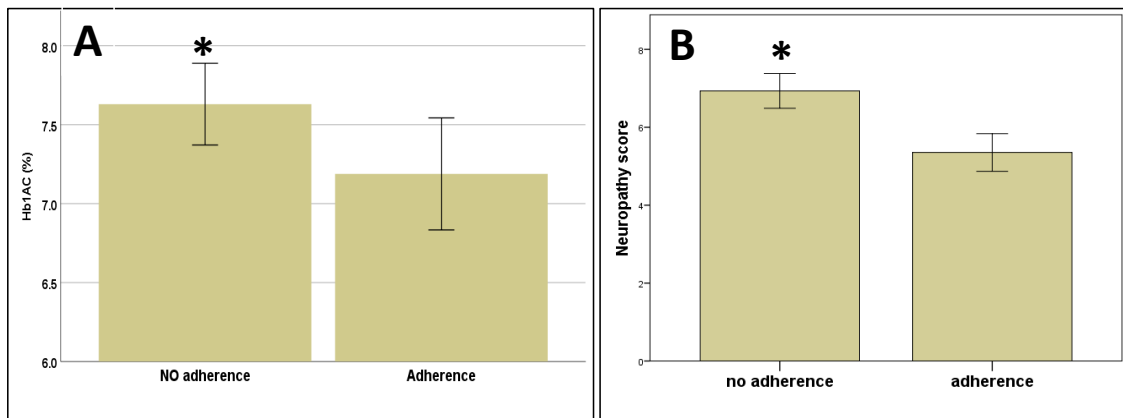 A
*
8.0
7.5
7.0
6.5
6.0
Hb1AC (%)
NO adherence Adherence
B
*
8
6
4
2
0
Neuropathy score
no adherence adherence